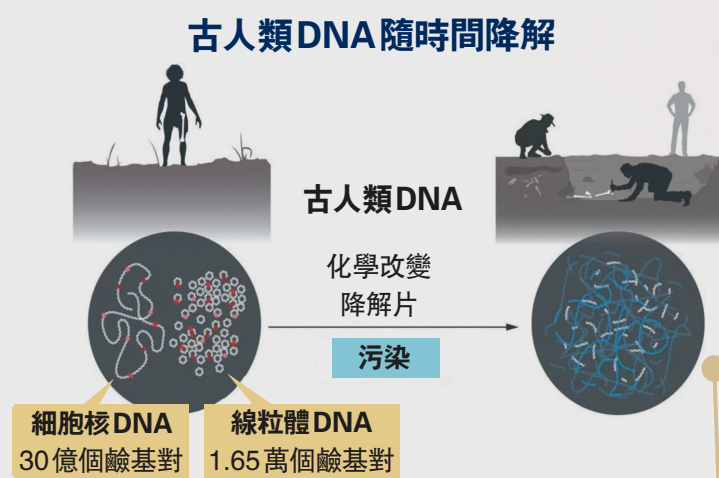 古人類DNA隨時間降解
古人類DNA
化學改變
降解片
污染
細胞核DNA
30億個鹼基對
線粒體DNA
1.65萬個鹼基對